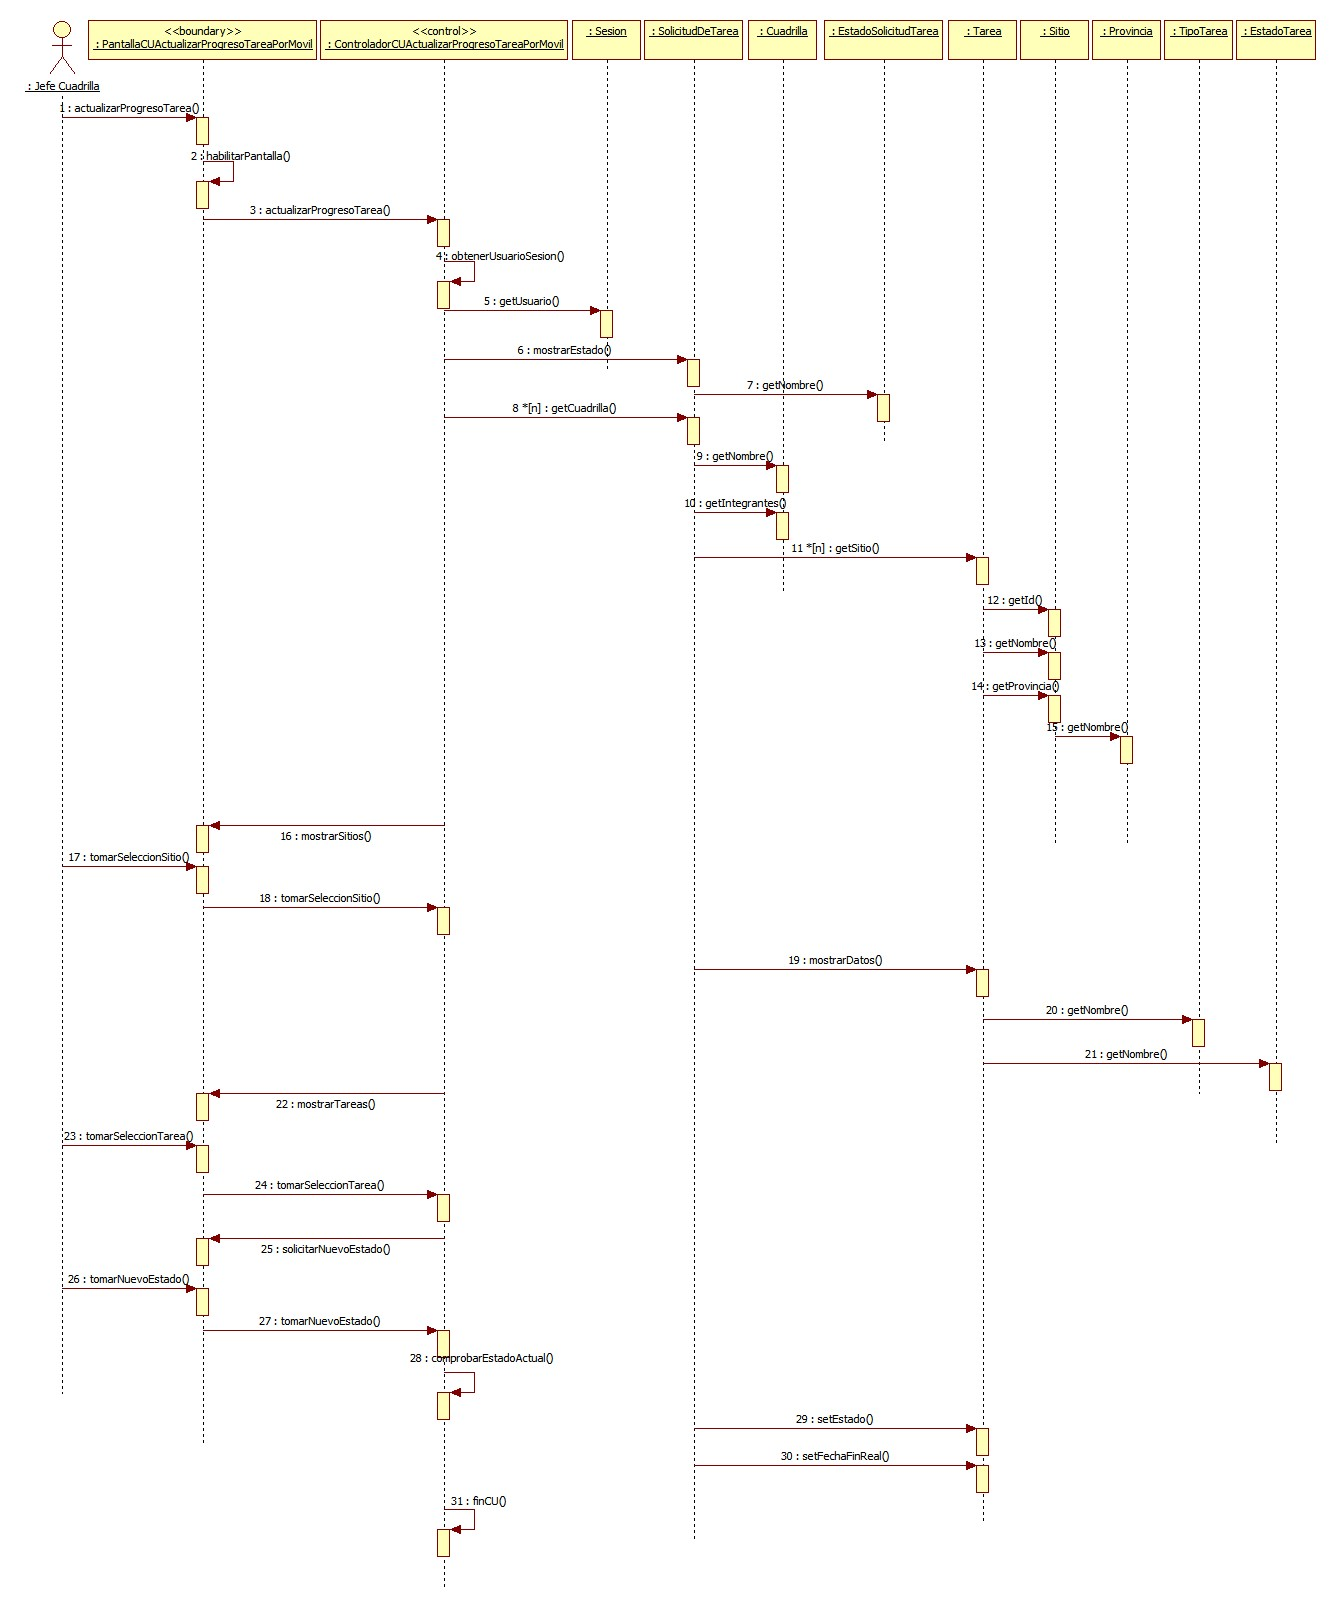 <<boundary>>
: PantallaCUActualizarProgresoTareaPorMovil
<<control>>
: ControladorCUActualizarProgresoTareaPorMovil
: Sesion
: SolicitudDeTarea
: Cuadrilla
: EstadoSolicitudTarea
: Tarea
: Sitio
: Provincia
: TipoTarea
: EstadoTarea
: Jefe Cuadrilla
1 : actualizarProgresoTarea()
2 : habilitarPantalla()
3 : actualizarProgresoTarea()
4 : obtenerUsuarioSesion()
5 : getUsuario()
6 : mostrarEstado()
7 : getNombre()
8 *[n] : getCuadrilla()
9 : getNombre()
10 : getIntegrantes()
11 *[n] : getSitio()
12 : getId()
13 : getNombre()
14 : getProvincia()
15 : getNombre()
16 : mostrarSitios()
17 : tomarSeleccionSitio()
18 : tomarSeleccionSitio()
19 : mostrarDatos()
20 : getNombre()
21 : getNombre()
22 : mostrarTareas()
23 : tomarSeleccionTarea()
24 : tomarSeleccionTarea()
25 : solicitarNuevoEstado()
26 : tomarNuevoEstado()
27 : tomarNuevoEstado()
28 : comprobarEstadoActual()
29 : setEstado()
30 : setFechaFinReal()
31 : finCU()